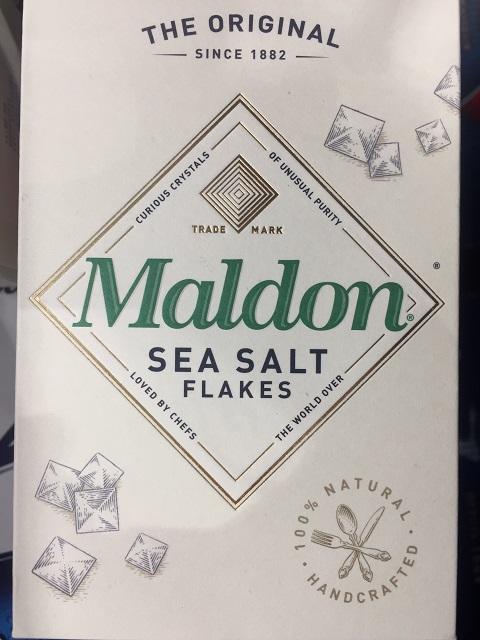 THE ORIGINAL
SINCE 1882
CURIOUS CRYSTALS
OF UNUSUAL PURITY
TRADE MARK
Maldon®
®
SEA SALT
FLAKES
LOVED BY CHEFS
THE WORLD OVER
100% NATURAL
HANDCRAFTED